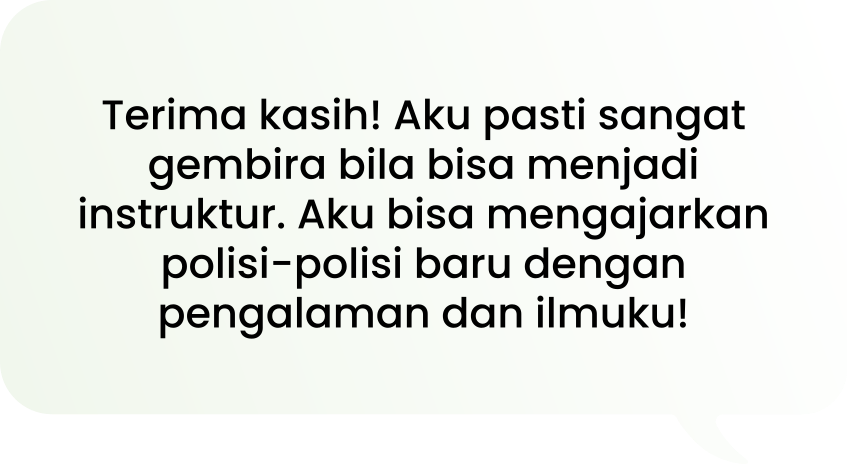 Terima kasih! Aku pasti sangat
gembira bila bisa menjadi
instruktur. Aku bisa mengajarkan
polisi-polisi baru dengan
pengalaman dan ilmuku!